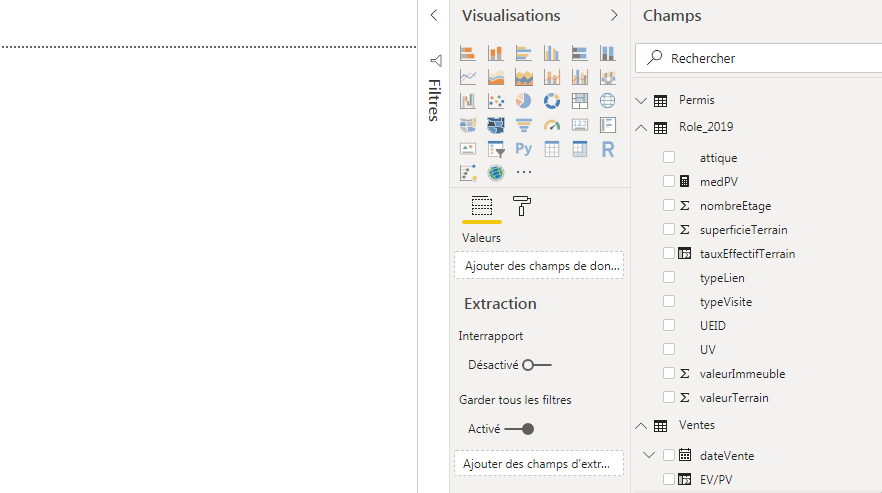 Visualisations
Champs
Filtres
Rechercher
123
Py
R
Valeurs
Ajouter des champs de don...
Extraction
Interrapport
Désactivé
Garder tous les filtres
Activé
Ajouter des champs d'extr...
Permis
Role_2019
attique
medPV
Σ nombreEtage
Σ superficieTerrain
tauxEffectifTerrain
typeLien
typeVisite
UEID
UV
Σ valeurImmeuble
Σ valeurTerrain
Ventes
dateVente
EV/PV